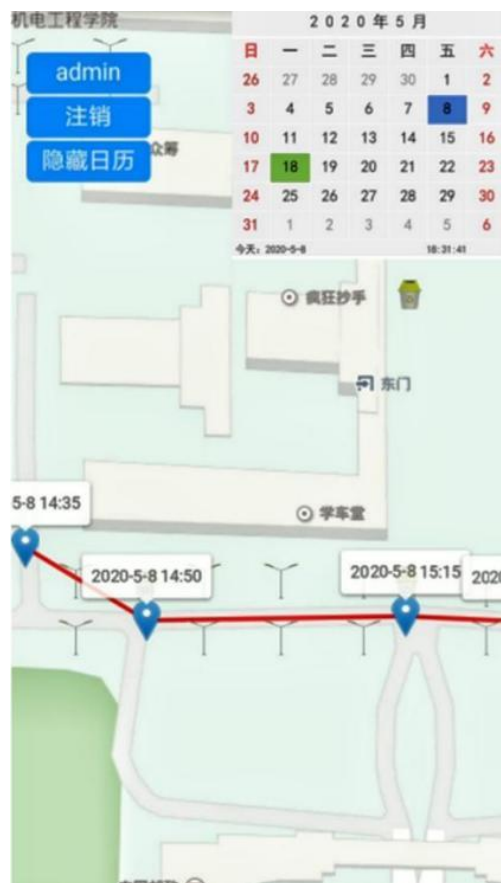 机电工程学院
admin
注销
隐藏日历
众筹
2020年5月
日 一 二 三 四 五 六
26 27 28 29 30 1 2
3 4 5 6 7 8 9
10 11 12 13 14 15 16
17 18 19 20 21 22 23
24 25 26 27 28 29 30
31 1 2 3 4 5 6
今天: 2020-5-8 18:31:41
疯狂抄手
东门
5-8 14:35
学车堂
2020-5-8 14:50
2020-5-8 15:15
2020